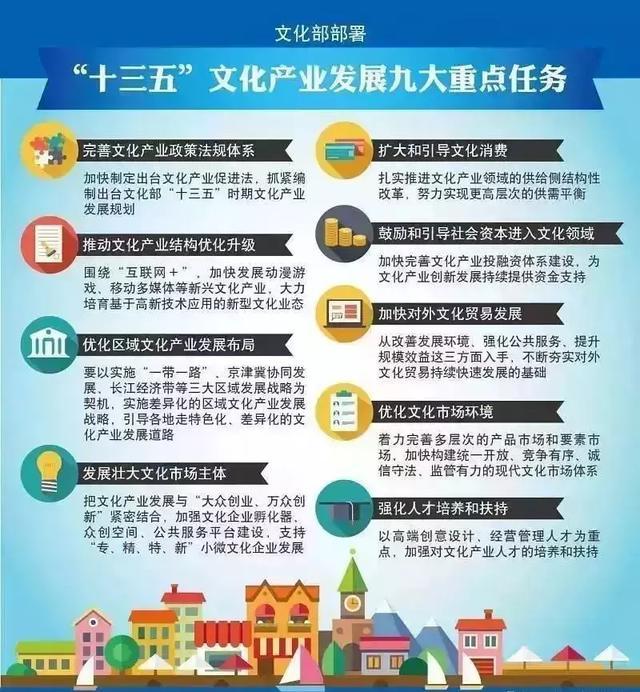 文化部部署
“十三五”文化产业发展九大重点任务
完善文化产业政策法规体系
加快制定出台文化产业促进法，抓紧编
制出台文化部“十三五”时期文化产业
发展规划
推动文化产业结构优化升级
围绕“互联网＋”，加快发展动漫游
戏、移动多媒体等新兴文化产业，大力
培育基于高新技术应用的新型文化业态
优化区域文化产业发展布局
要以实施“一带一路”、京津冀协同发
展、长江经济带等三大区域发展战略为
契机，实施差异化的区域文化产业发展
战略，引导各地走特色化、差异化的文
化产业发展道路
发展壮大文化市场主体
把文化产业发展与“大众创业、万众创
新”紧密结合，加强文化企业孵化器、
众创空间、公共服务平台建设，支持
“专、精、特、新”小微文化企业发展
扩大和引导文化消费
扎实推进文化产业领域的供给侧结构性
改革，努力实现更高层次的供需平衡
鼓励和引导社会资本进入文化领域
加快完善文化产业投融资体系建设，为
文化产业创新发展持续提供资金支持
加快对外文化贸易发展
从改善发展环境、强化公共服务、提升
规模效益这三方面入手，不断夯实对外
文化贸易持续快速发展的基础
优化文化市场环境
着力完善多层次的产品市场和要素市
场，加快构建统一开放、竞争有序、诚
信守法、监管有力的现代文化市场体系
强化人才培养和扶持
以高端创意设计、经营管理人才为重
点，加强对文化产业人才的培养和扶持